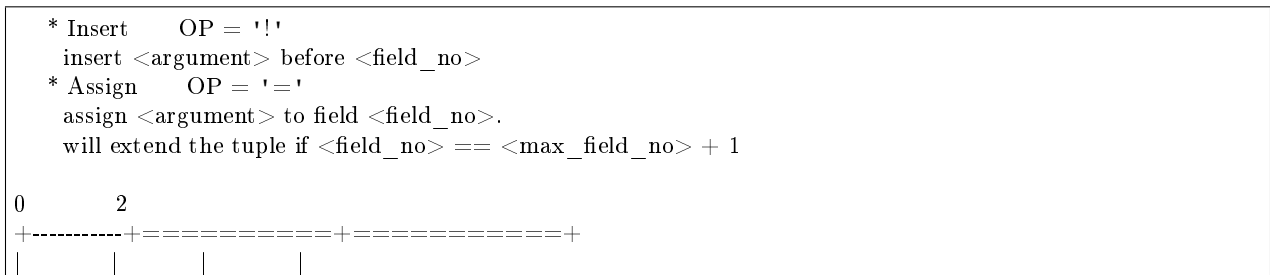 * Insert OP = '!'
insert <argument> before <field_no>
* Assign OP = '='
assign <argument> to field <field_no>.
will extend the tuple if <field_no> == <max_field_no> + 1
0 2
+-----------+==========+===========+
| | | |